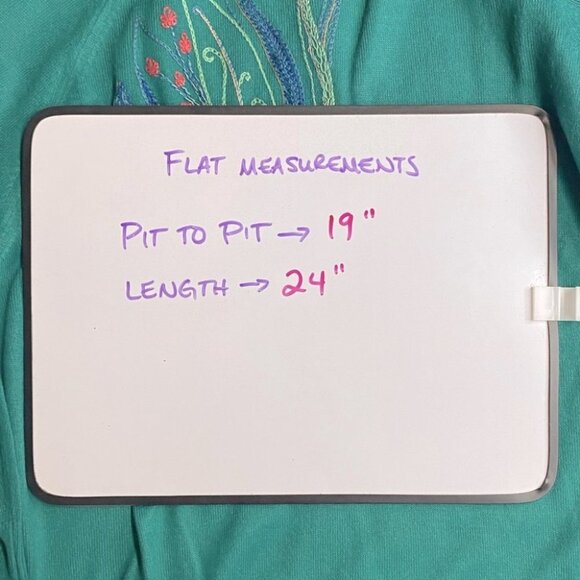 FLAT MEASUREMENTS
PIT TO PIT → 19"
LENGTH → 24"